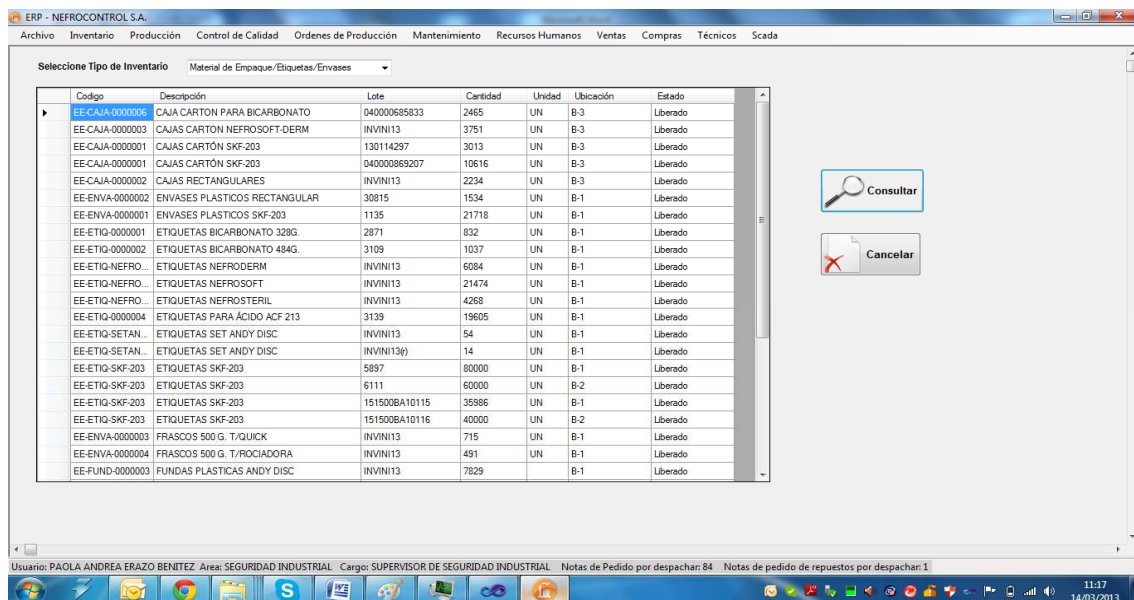 ERP - NEFROCONTROL S.A.
Archivo Inventario Producción Control de Calidad Ordenes de Producción Mantenimiento Recursos Humanos Ventas Compras Técnicos Scada
Seleccione Tipo de Inventario Material de Empaque/Etiquetas/Envases
Codigo Descripción Lote Cantidad Unidad Ubicación Estado
EE-CAJA-0000006 CAJA CARTON PARA BICARBONATO 040000685833 2465 UN B-3 Liberado
EE-CAJA-0000003 CAJAS CARTON NEFROSOFT-DERM INVINI13 3751 UN B-3 Liberado
EE-CAJA-0000001 CAJAS CARTÓN SKF-203 130114297 3013 UN B-3 Liberado
EE-CAJA-0000001 CAJAS CARTÓN SKF-203 040000869207 10616 UN B-3 Liberado
EE-CAJA-0000002 CAJAS RECTANGULARES INVINI13 2234 UN B-3 Liberado
EE-ENVA-0000002 ENVASES PLASTICOS RECTANGULAR 30815 1534 UN B-1 Liberado
EE-ENVA-0000001 ENVASES PLASTICOS SKF-203 1135 21718 UN B-1 Liberado
EE-ETIQ-0000001 ETIQUETAS BICARBONATO 328G. 2871 832 UN B-1 Liberado
EE-ETIQ-0000002 ETIQUETAS BICARBONATO 484G. 3109 1037 UN B-1 Liberado
EE-ETIQ-NEFRO... ETIQUETAS NEFRODERM INVINI13 6084 UN B-1 Liberado
EE-ETIQ-NEFRO... ETIQUETAS NEFROSOFT INVINI13 21474 UN B-1 Liberado
EE-ETIQ-NEFRO... ETIQUETAS NEFROSTERIL INVINI13 4268 UN B-1 Liberado
EE-ETIQ-0000004 ETIQUETAS PARA ÁCIDO ACF 213 3139 19605 UN B-1 Liberado
EE-ETIQ-SETAN... ETIQUETAS SET ANDY DISC INVINI13 54 UN B-1 Liberado
EE-ETIQ-SETAN... ETIQUETAS SET ANDY DISC INVINI13(r) 14 UN B-1 Liberado
EE-ETIQ-SKF-203 ETIQUETAS SKF-203 5897 80000 UN B-1 Liberado
EE-ETIQ-SKF-203 ETIQUETAS SKF-203 6111 60000 UN B-2 Liberado
EE-ETIQ-SKF-203 ETIQUETAS SKF-203 151500BA10115 35986 UN B-1 Liberado
EE-ETIQ-SKF-203 ETIQUETAS SKF-203 151500BA10116 40000 UN B-2 Liberado
EE-ENVA-0000003 FRASCOS 500 G. T/QUICK INVINI13 715 UN B-1 Liberado
EE-ENVA-0000004 FRASCOS 500 G. T/ROCIADORA INVINI13 491 UN B-1 Liberado
EE-FUND-0000003 FUNDAS PLASTICAS ANDY DISC INVINI13 7829 B-1 Liberado
Consultar
Cancelar
Usuario: PAOLA ANDREA ERAZO BENITEZ Area: SEGURIDAD INDUSTRIAL Cargo: SUPERVISOR DE SEGURIDAD INDUSTRIAL Notas de Pedido por despachar: 84 Notas de pedido de repuestos por despachar: 1
11:17
14/03/2013